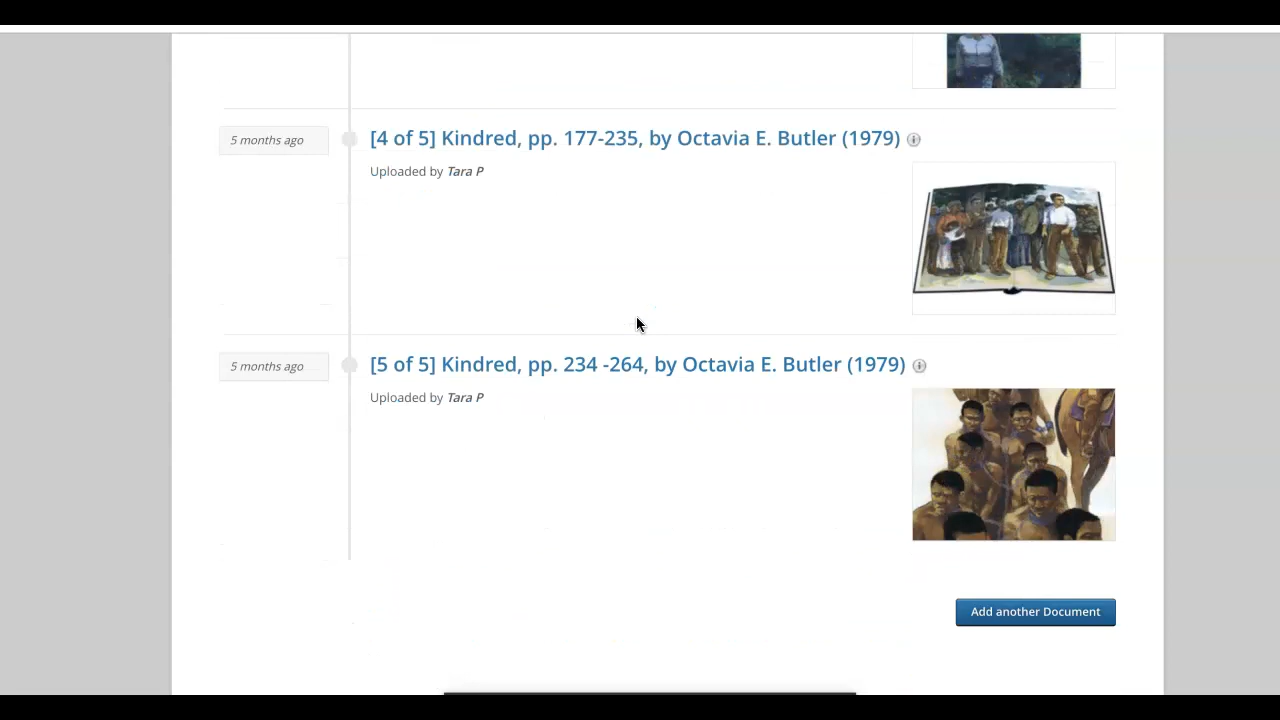 5 months ago
[4 of 5] Kindred, pp. 177-235, by Octavia E. Butler (1979)
Uploaded by Tara P
5 months ago
[5 of 5] Kindred, pp. 234 -264, by Octavia E. Butler (1979)
Uploaded by Tara P
Add another Document